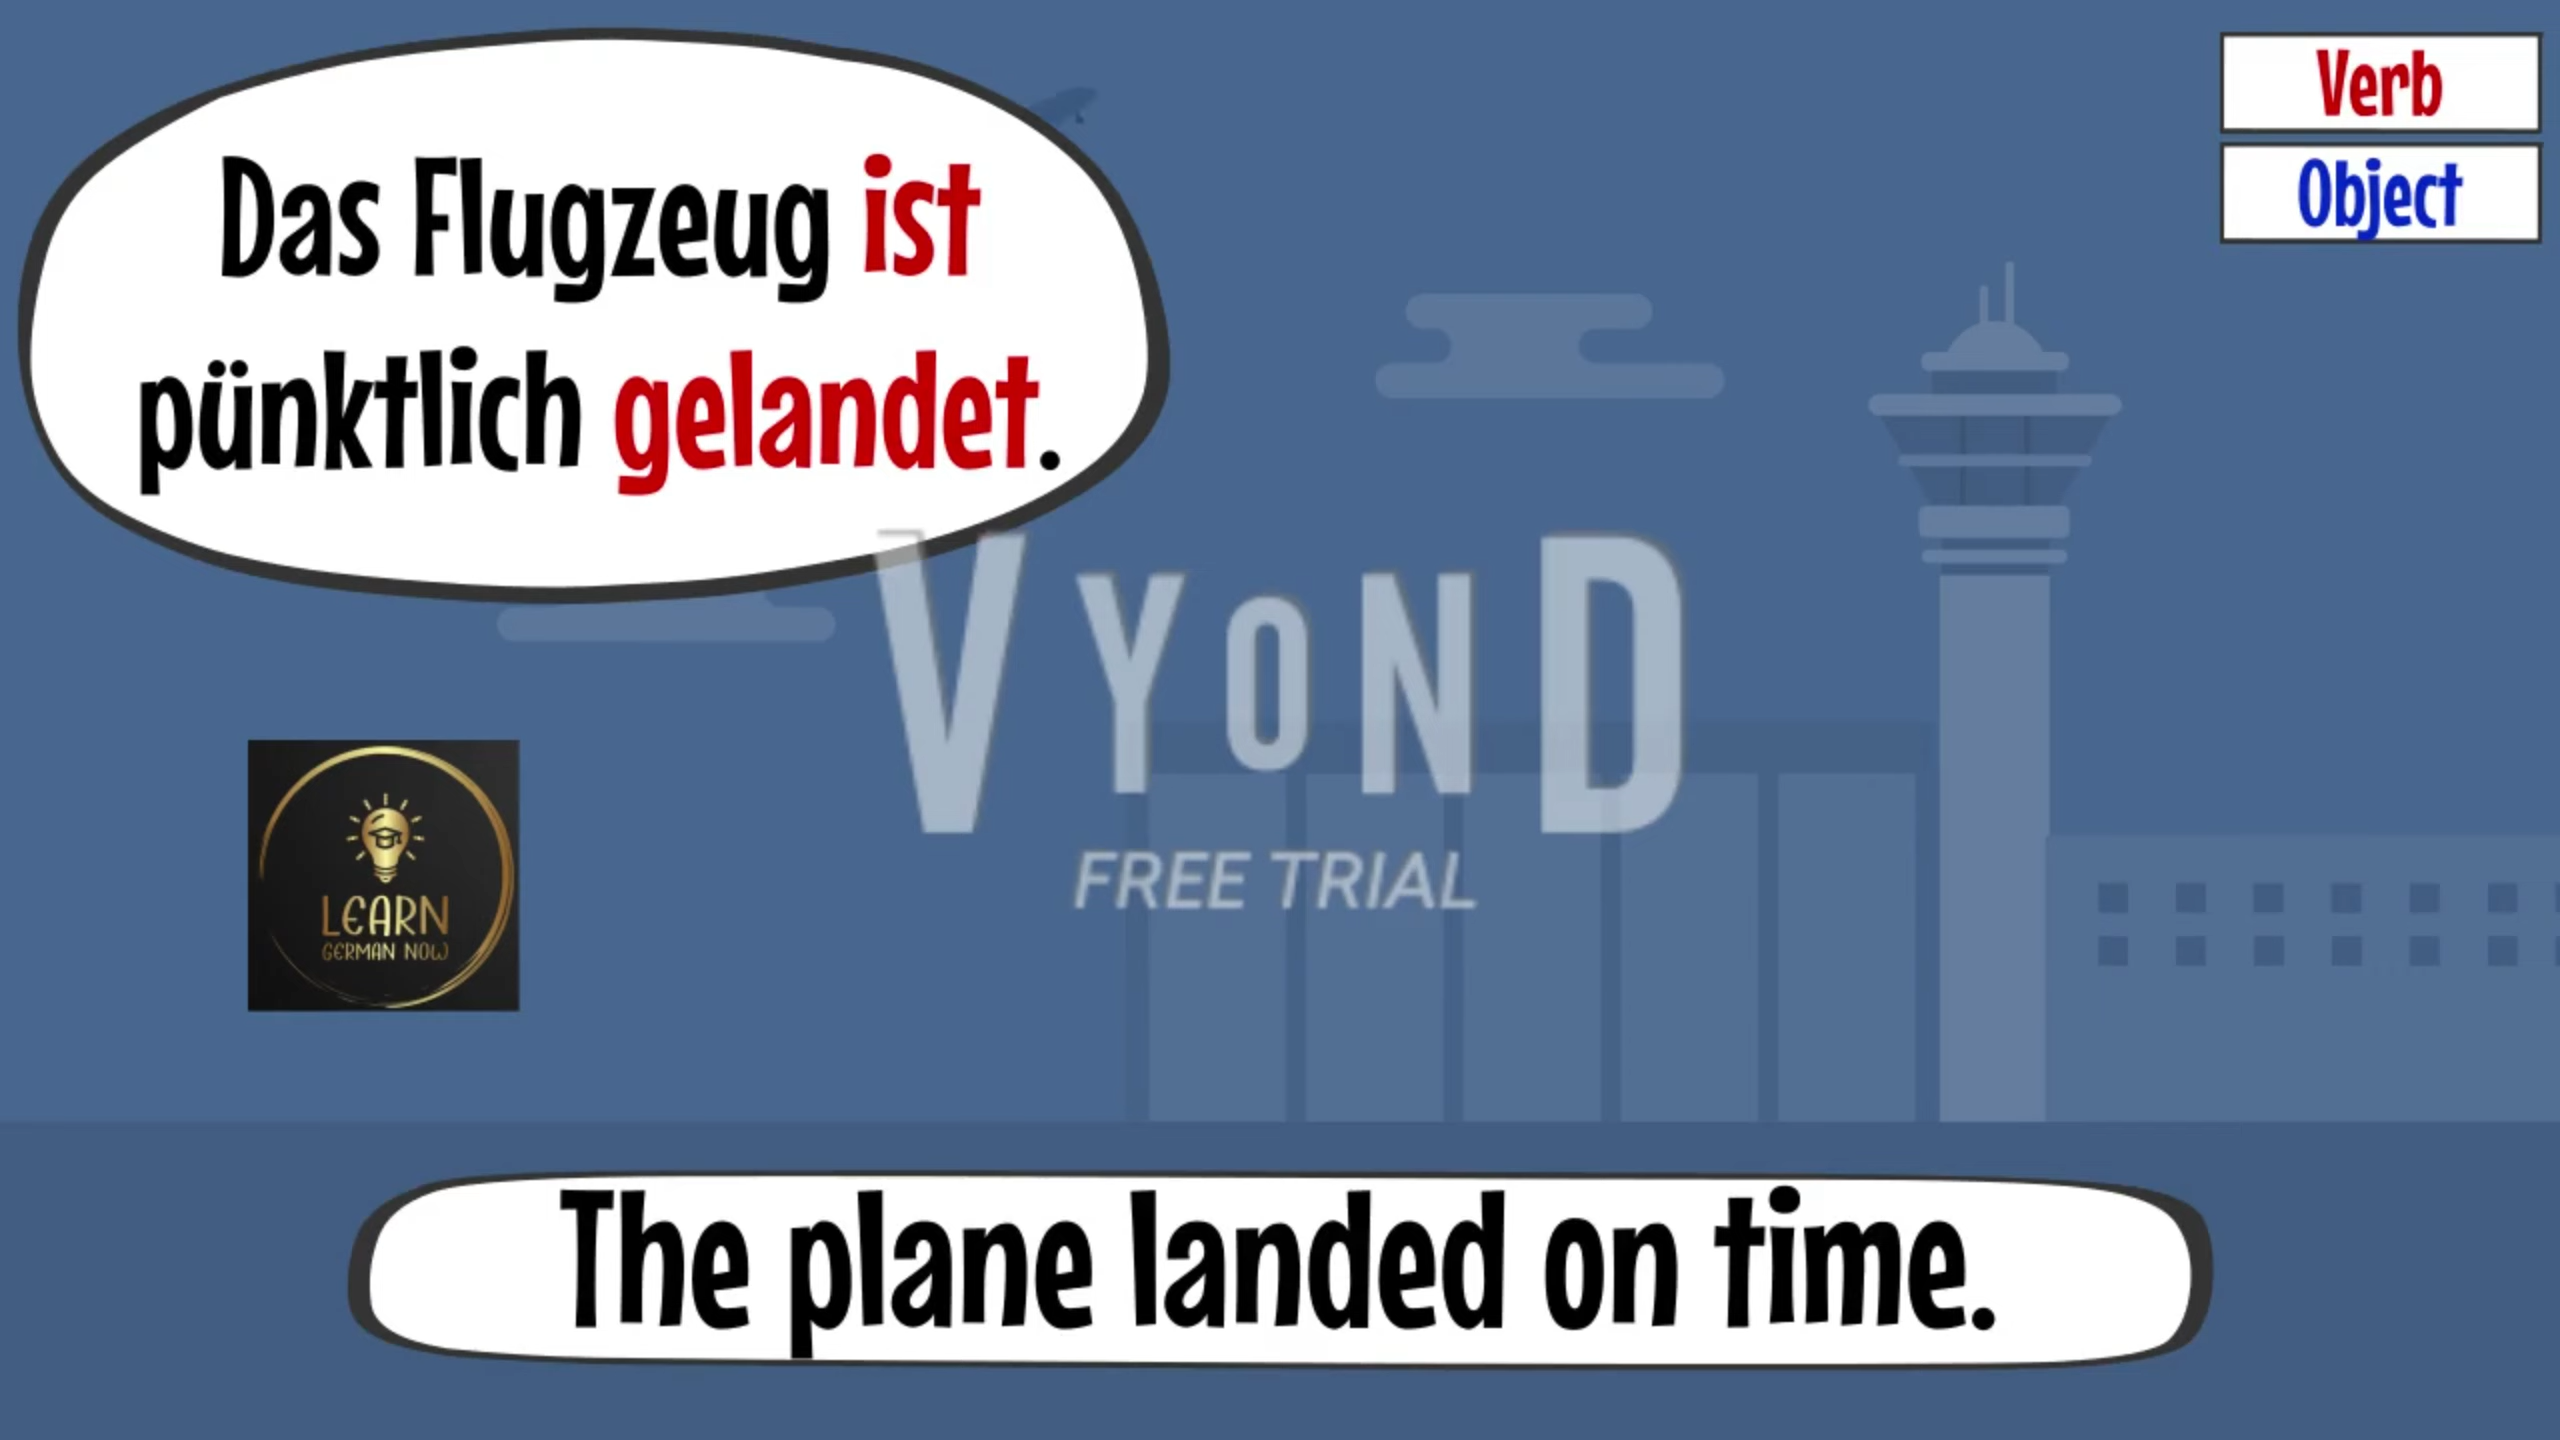 Das Flugzeug ist
pünktlich gelandet.
Verb
Object
VYOND
FREE TRIAL
LEARN
GERMAN NOW
The plane landed on time.